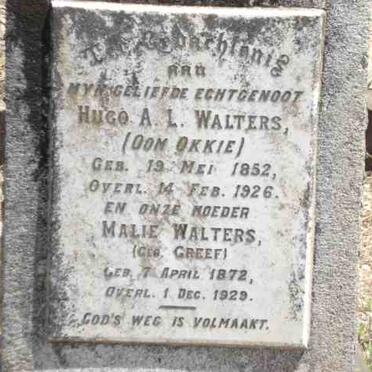 Ter Gedachtenis
aan
MYN GELIEFDE ECHTGENOOT
HUGO A. L. WALTERS,
(OOM OKKIE)
GEB. 19 MEI 1852,
OVERL. 14 FEB. 1926.
EN ONZE MOEDER
MALIE WALTERS,
(GEB. GREEF)
GEB. 7 APRIL 1872,
OVERL. 1 DEC. 1929.
GOD'S WEG IS VOLMAAKT.